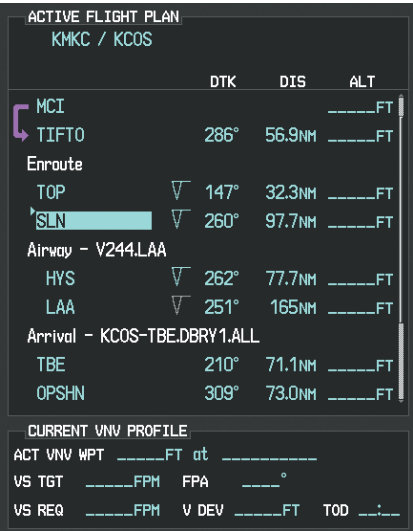 ACTIVE FLIGHT PLAN
KMKC / KCOS
DTK DIS ALT
MCI _____FT
TIFTO 286° 56.9NM _____FT
Enroute
TOP 147° 32.3NM _____FT
SLN 260° 97.7NM _____FT
Airway - V244.LAA
HYS 262° 77.7NM _____FT
LAA 251° 165NM _____FT
Arrival - KCOS-TBE.DBRY1.ALL
TBE 210° 71.1NM _____FT
OPSHN 309° 73.0NM _____FT
CURRENT VNV PROFILE
ACT VNV WPT _____FT at __________
VS TGT _____FPM FPA ____°
VS REQ _____FPM V DEV _____FT TOD __:__